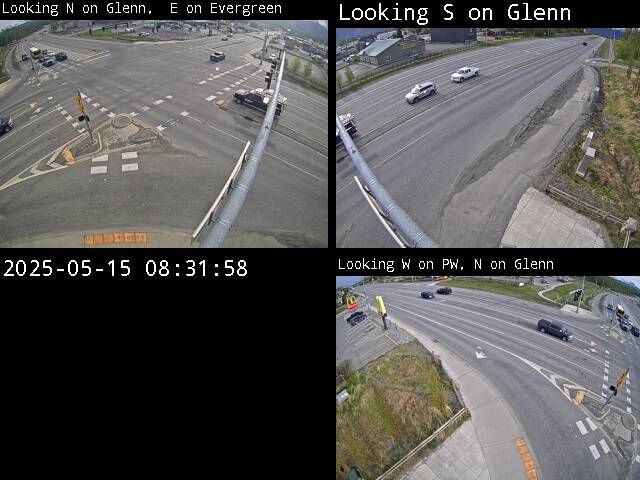 Looking N on Glenn,  E on Evergreen
Looking S on Glenn
2025-05-15 08:31:58
Looking W on PW, N on Glenn